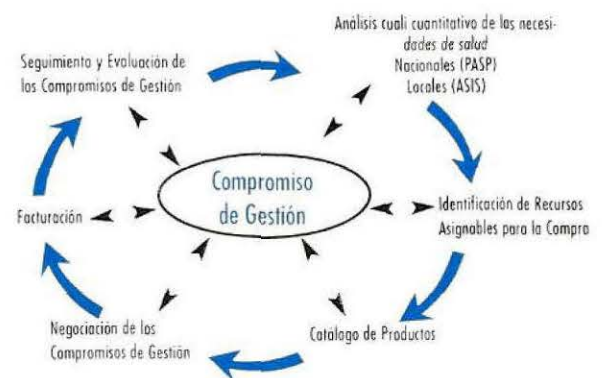 Análisis cuali cuantitativo de las necesi-
dades de salud
Nacionales (PASP)
Locales (ASIS)
Seguimiento y Evaluación de
los Compromisos de Gestión
Compromiso
de Gestión
Facturación
Identificación de Recursos
Asignables para la Compra
Negociación de los
Compromisos de Gestión
Catálogo de Productos